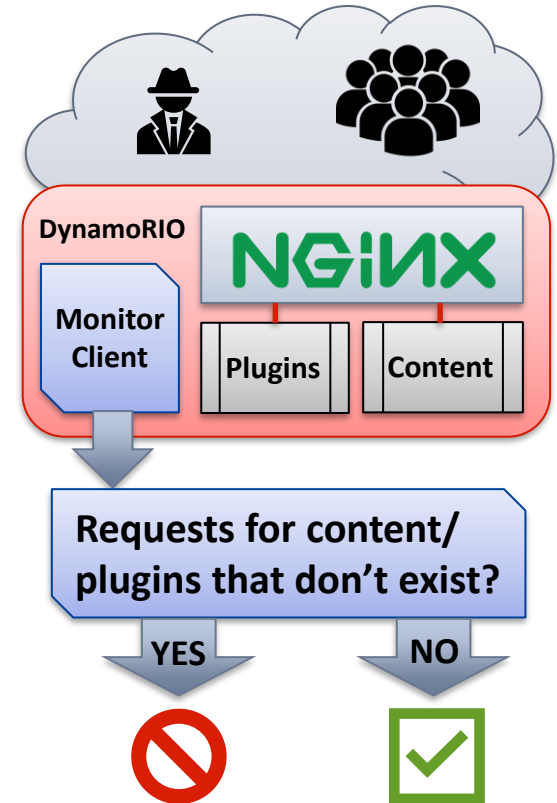 DynamoRIO
NGiNX
Monitor
Client
Plugins
Content
Requests for content/
plugins that don’t exist?
YES
NO